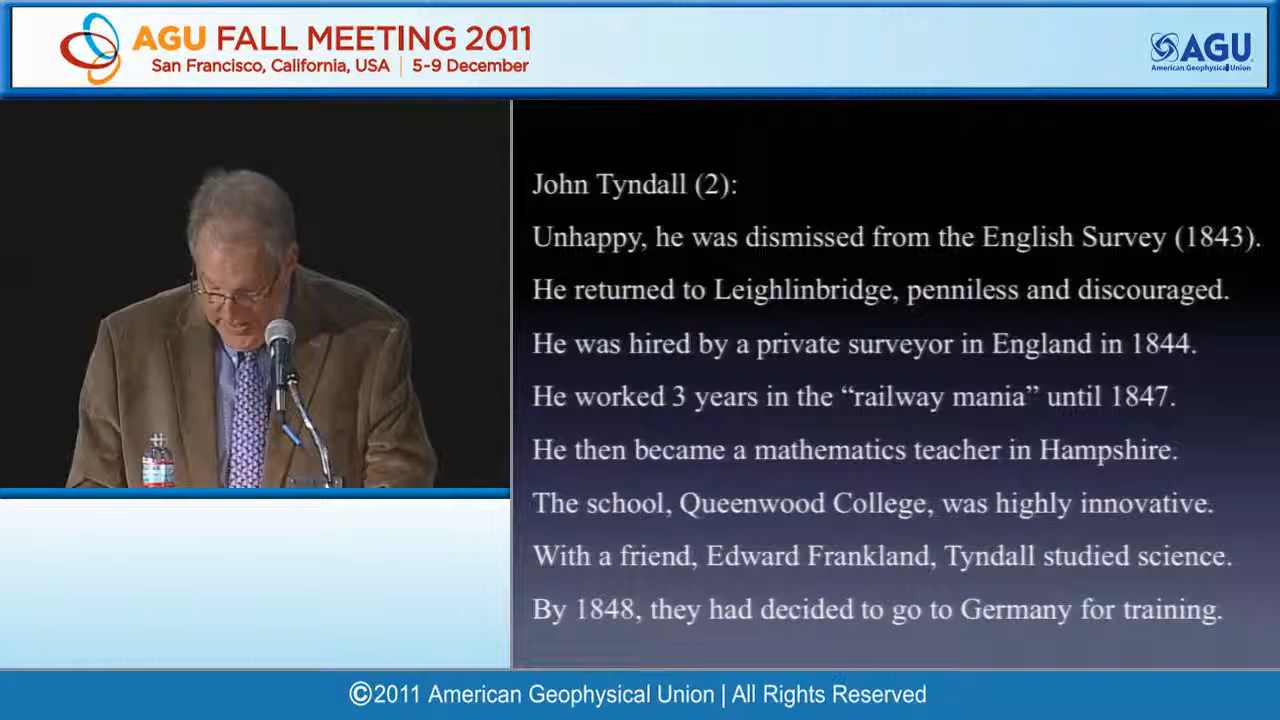 AGU FALL MEETING 2011
San Francisco, California, USA | 5-9 December
AGU
American Geophysical Union
John Tyndall (2):
Unhappy, he was dismissed from the English Survey (1843).
He returned to Leighlinbridge, penniless and discouraged.
He was hired by a private surveyor in England in 1844.
He worked 3 years in the “railway mania” until 1847.
He then became a mathematics teacher in Hampshire.
The school, Queenwood College, was highly innovative.
With a friend, Edward Frankland, Tyndall studied science.
By 1848, they had decided to go to Germany for training.
©2011 American Geophysical Union | All Rights Reserved